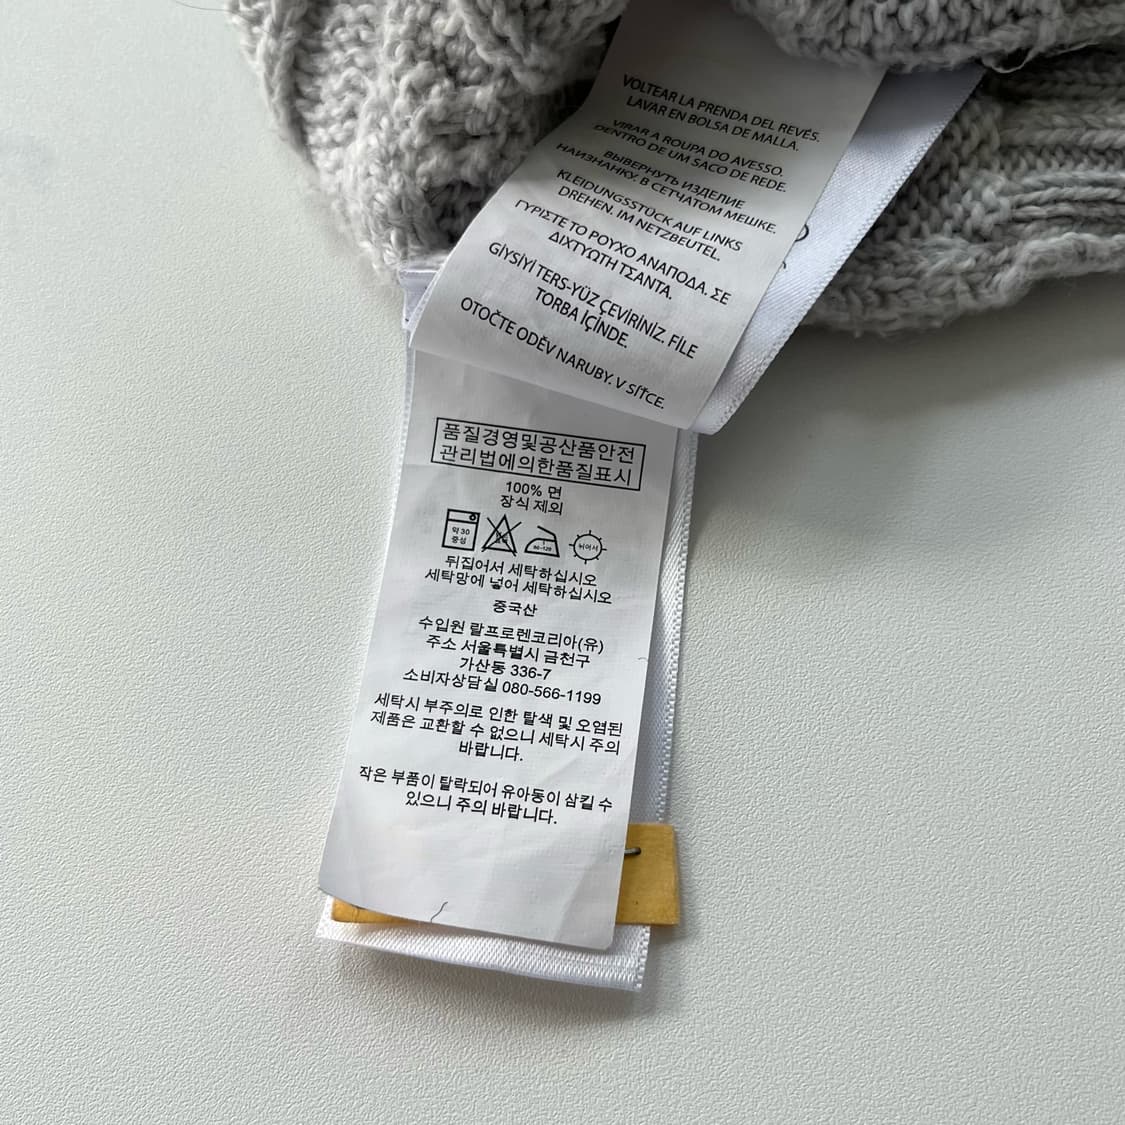 VOLTEAR LA PRENDA DEL REVÉS.
LAVAR EN BOLSA DE MALLA.
VIRAR A ROUPA DO AVESSO.
DENTRO DE UM SACO DE REDE.
ВЫВЕРНУТЬ ИЗДЕЛИЕ
НАИЗНАНКУ. В СЕТЧАТОМ МЕШКЕ.
KLEIDUNGSSTÜCK AUF LINKS
DREHEN. IM NETZBEUTEL.
ΓΥΡΙΣΤΕ ΤΟ ΡΟΥΧΟ ΑΝΑΠΟΔΑ. ΣΕ
ΔΙΧΤΥΩΤΗ ΤΣΑΝΤΑ.
GİYSİYİ TERS-YÜZ ÇEVİRİNİZ. FİLE
TORBA İÇİNDE.
OTOČTE ODĚV NARUBY. V SÍŤCE.
품질경영및공산품안전
관리법에의한품질표시
100% 면
장식 제외
약 30
중성
80~120
뉘어서
뒤집어서 세탁하십시오
세탁망에 넣어 세탁하십시오
중국산
수입원 랄프로렌코리아(유)
주소 서울특별시 금천구
가산동 336-7
소비자상담실 080-566-1199
세탁시 부주의로 인한 탈색 및 오염된
제품은 교환할 수 없으니 세탁시 주의
바랍니다.
작은 부품이 탈락되어 유아동이 삼킬 수
있으니 주의 바랍니다.